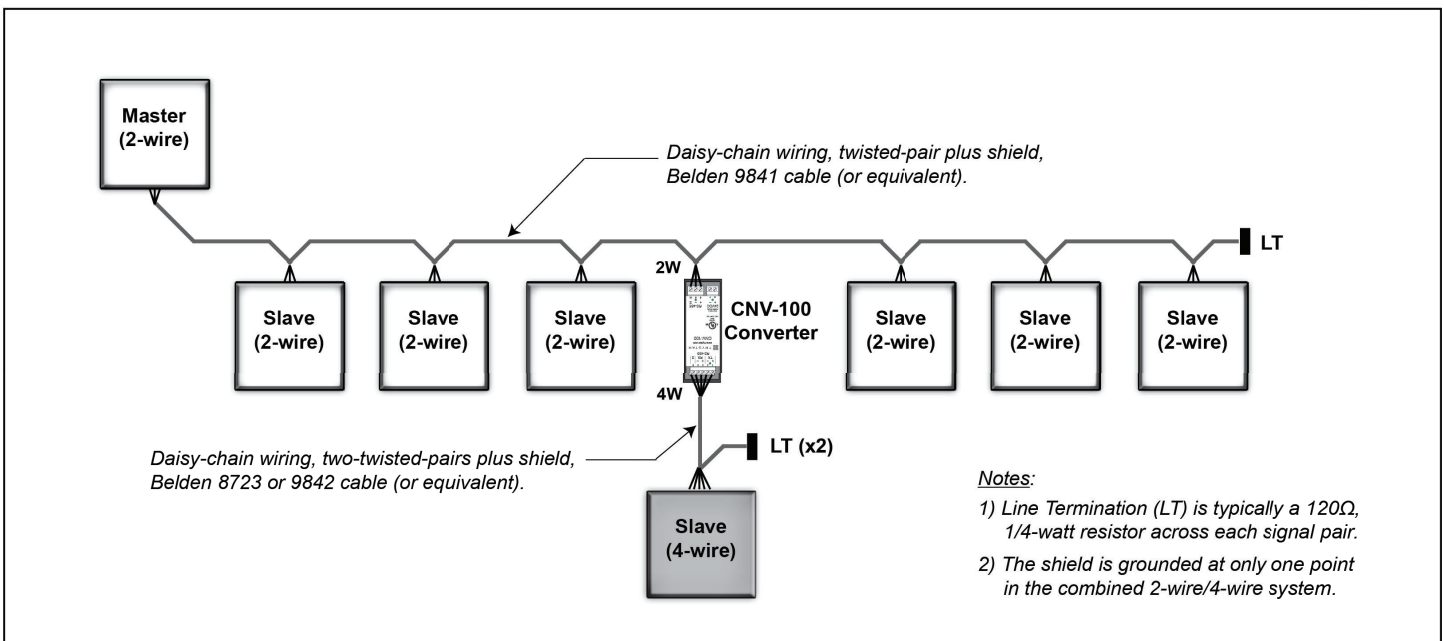 Master
(2-wire)
Daisy-chain wiring, twisted-pair plus shield,
Belden 9841 cable (or equivalent).
LT
2W
Slave
(2-wire)
Slave
(2-wire)
Slave
(2-wire)
CNV-100
Converter
Slave
(2-wire)
Slave
(2-wire)
Slave
(2-wire)
4W
LT (x2)
Daisy-chain wiring, two-twisted-pairs plus shield,
Belden 8723 or 9842 cable (or equivalent).
Slave
(4-wire)
Notes:
1) Line Termination (LT) is typically a 120Ω,
1/4-watt resistor across each signal pair.
2) The shield is grounded at only one point
in the combined 2-wire/4-wire system.